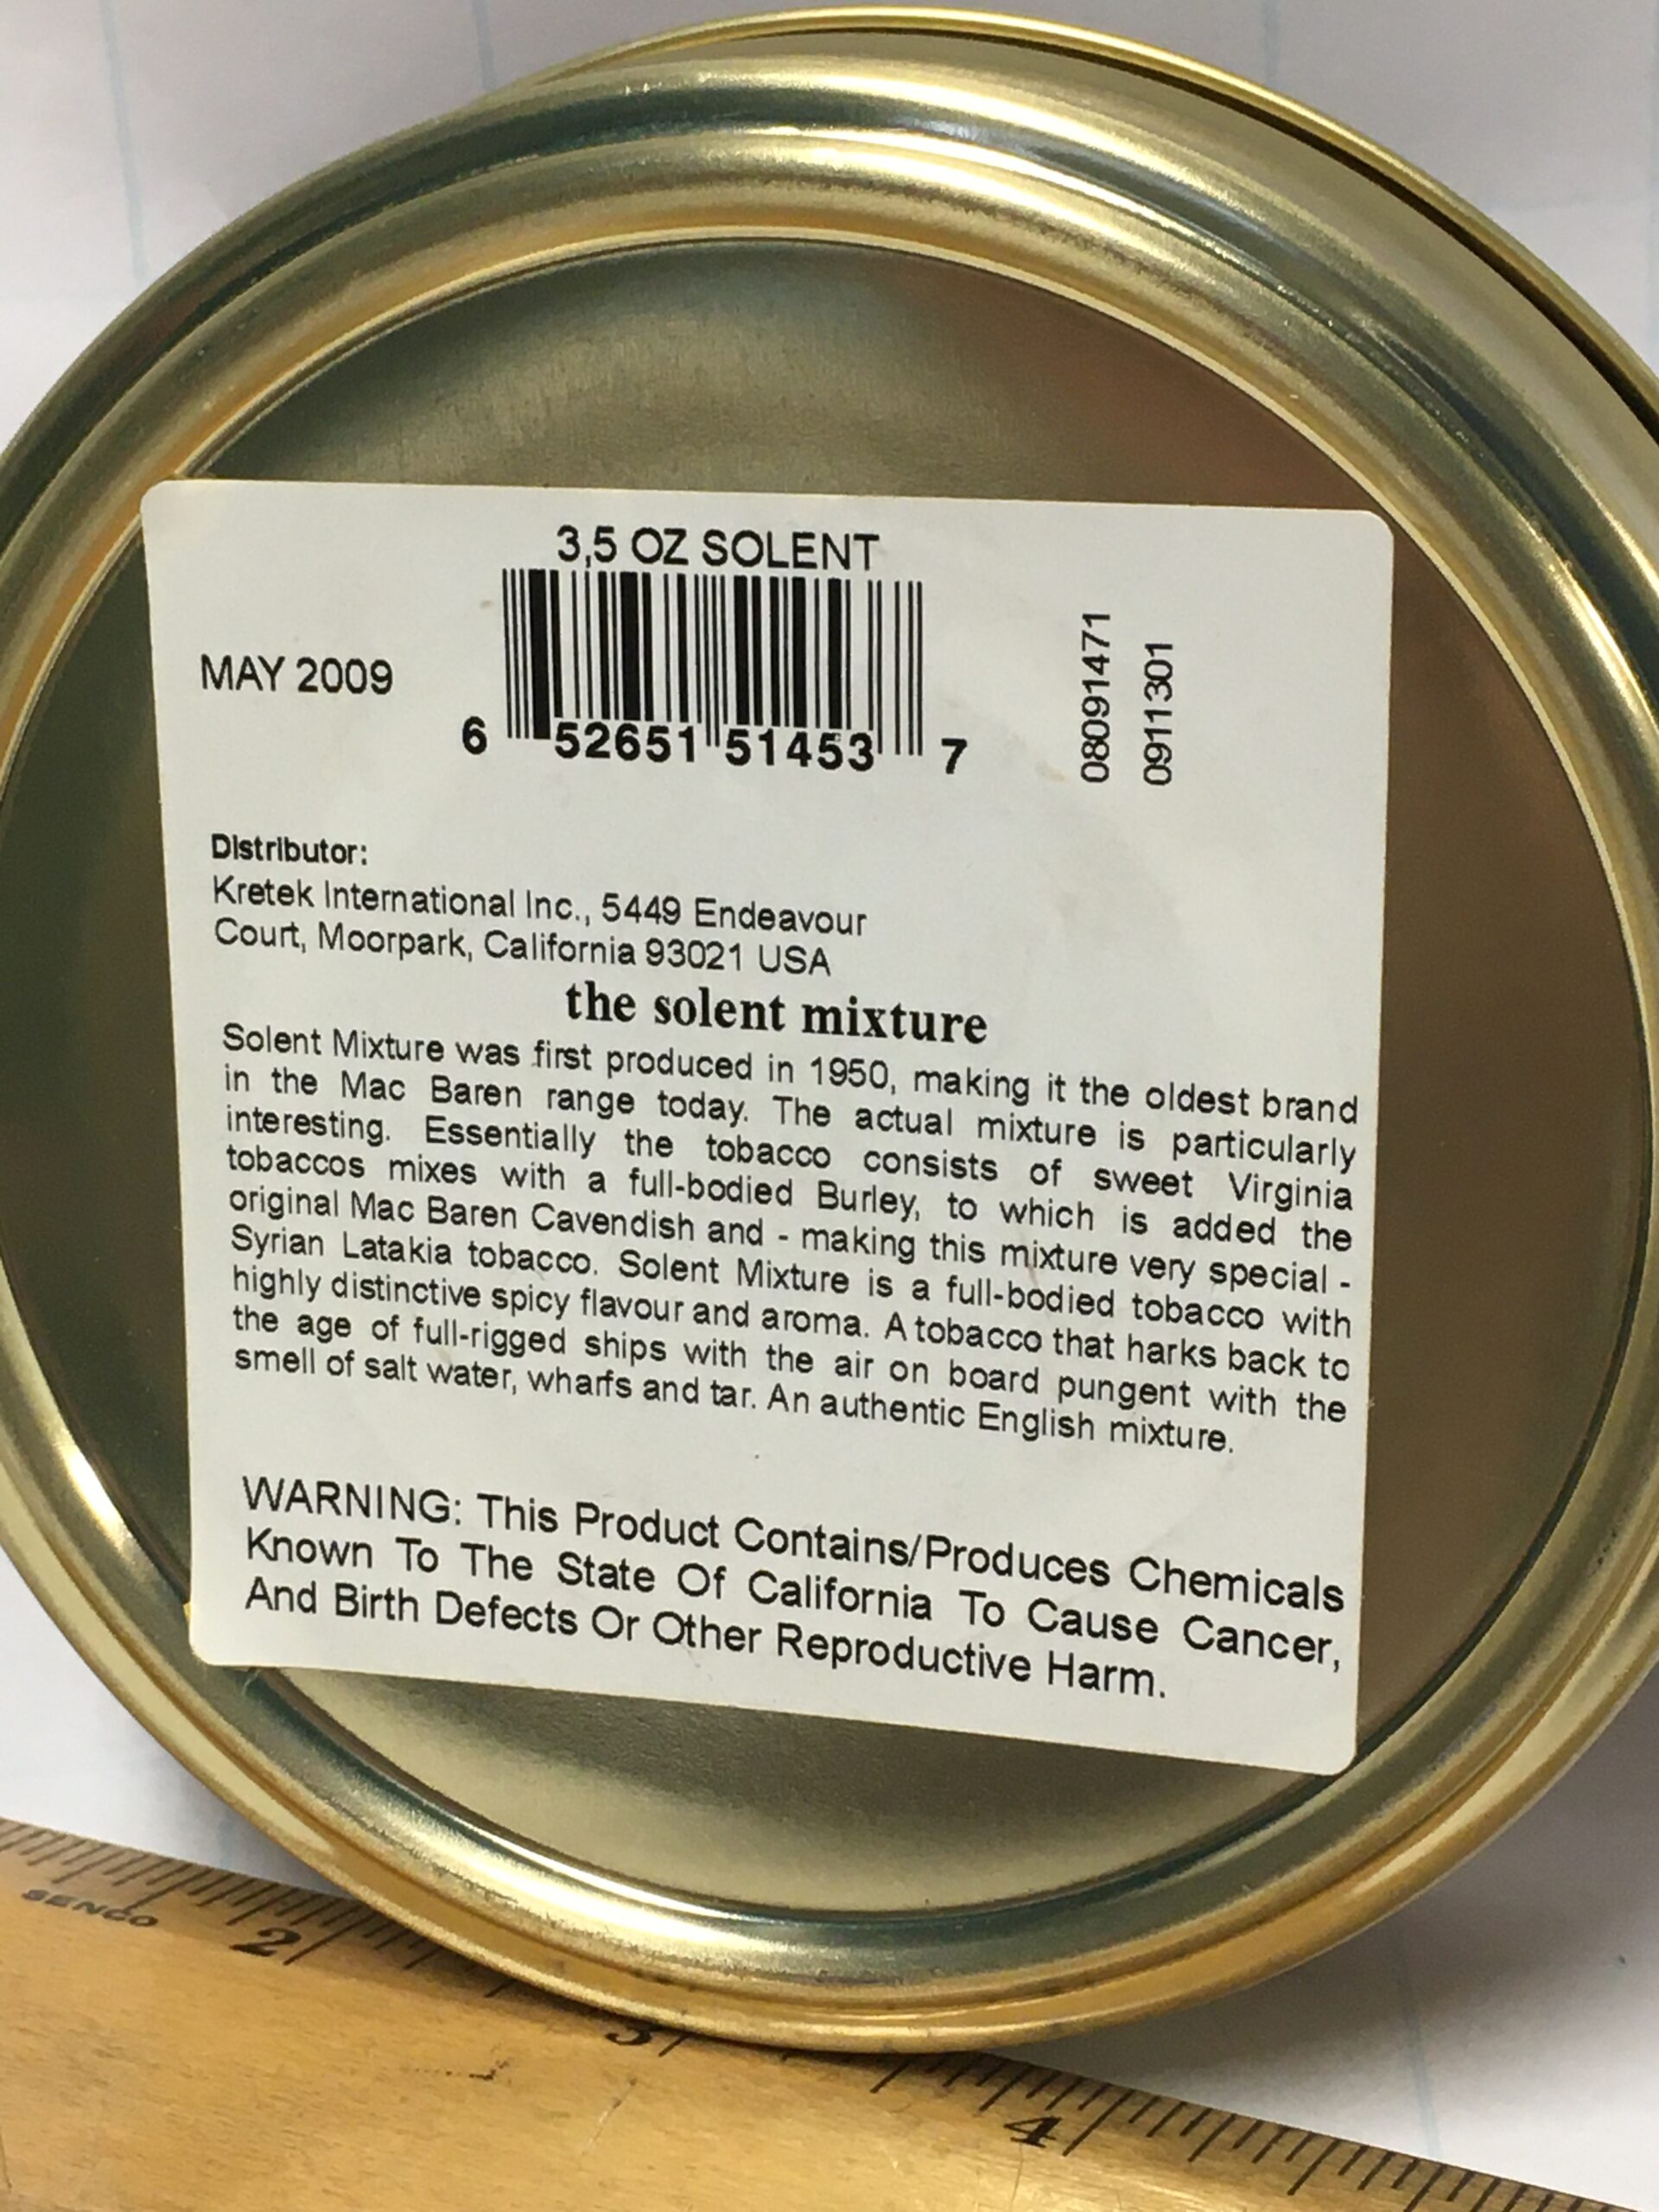 3,5 OZ SOLENT
MAY 2009
6 52651 51453 7
08091471
0911301
Distributor:
Kretek International Inc., 5449 Endeavour
Court, Moorpark, California 93021 USA
the solent mixture
Solent Mixture was first produced in 1950, making it the oldest brand
in the Mac Baren range today. The actual mixture is particularly
interesting. Essentially the tobacco consists of sweet Virginia
tobaccos mixes with a full-bodied Burley, to which is added the
original Mac Baren Cavendish and - making this mixture very special -
Syrian Latakia tobacco. Solent Mixture is a full-bodied tobacco with
highly distinctive spicy flavour and aroma. A tobacco that harks back to
the age of full-rigged ships with the air on board pungent with the
smell of salt water, wharfs and tar. An authentic English mixture.
WARNING: This Product Contains/Produces Chemicals
Known To The State Of California To Cause Cancer,
And Birth Defects Or Other Reproductive Harm.
SENCO
2
3
4